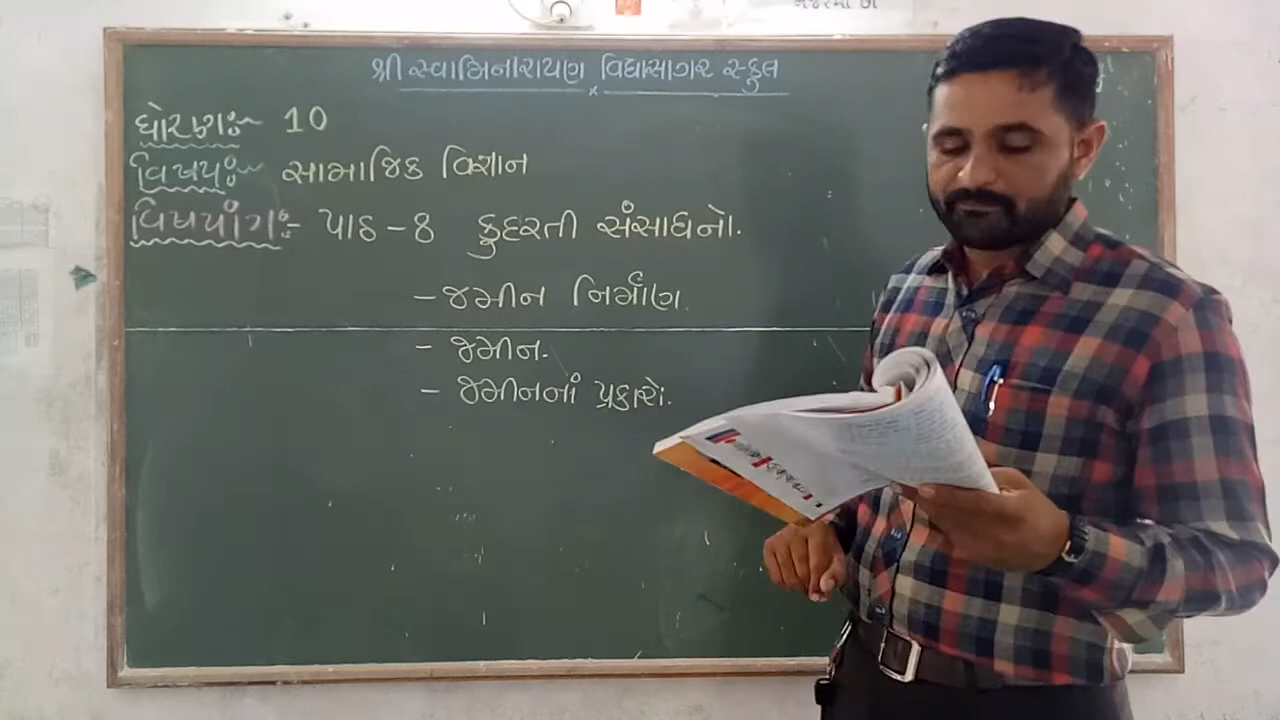 શ્રી સ્વામિનારાયણ વિદ્યાસાગર સ્કુલ
ધોરણઃ- 10
વિષયઃ- સામાજિક વિજ્ઞાન
વિષયાંગઃ- પાઠ-8 કુદરતી સંસાધનો.
- જમીન નિર્માણ
- જમીન.
- જમીનનાં પ્રકારો.